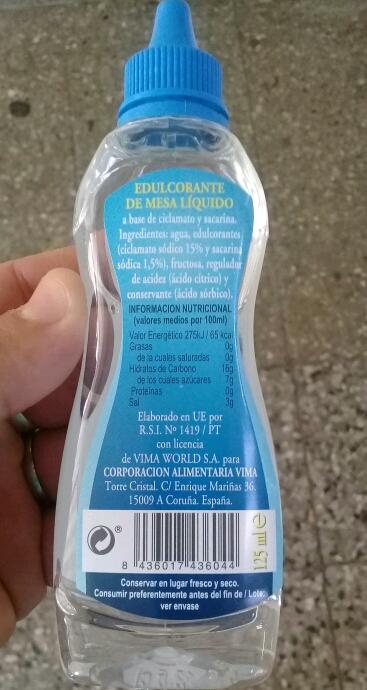 EDULCORANTE
DE MESA LÍQUIDO
a base de ciclamato y sacarina.
Ingredientes: agua, edulcorantes
(ciclamato sódico 15% y sacarina
sódica 1,5%), fructosa, regulador
de acidez (ácido cítrico) y
conservante (ácido sórbico).
INFORMACION NUTRICIONAL
(valores medios por 100ml)
Valor Energético 275kJ / 65 kcal
Grasas 0g
de la cuales saturadas 0g
Hidratos de Carbono 16g
de los cuales azúcares 7g
Proteínas 0g
Sal 3g
Elaborado en UE por
R.S.I. Nº 1419 / PT
con licencia
de VIMA WORLD S.A. para
CORPORACION ALIMENTARIA VIMA
Torre Cristal. C/ Enrique Mariñas 36.
15009 A Coruña. España.
®
8 436017 436044
125 ml e
Conservar en lugar fresco y seco.
Consumir preferentemente antes del fin de / Lote:
ver envase